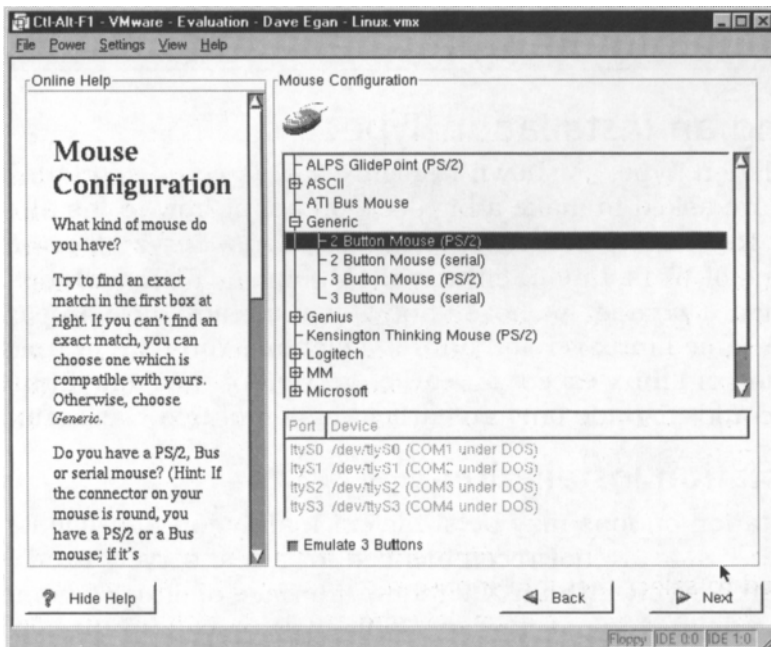 Ctl-Alt-F1 - VMware - Evaluation - Dave Egan - Linux.vmx
File Power Settings View Help
Online Help
Mouse
Configuration
What kind of mouse do
you have?
Try to find an exact
match in the first box at
right. If you can't find an
exact match, you can
choose one which is
compatible with yours.
Otherwise, choose
Generic.
Do you have a PS/2, Bus
or serial mouse? (Hint: If
the connector on your
mouse is round, you
have a PS/2 or a Bus
mouse; if it's
Mouse Configuration
ALPS GlidePoint (PS/2)
ASCII
ATI Bus Mouse
Generic
2 Button Mouse (PS/2)
2 Button Mouse (serial)
3 Button Mouse (PS/2)
3 Button Mouse (serial)
Genius
Kensington Thinking Mouse (PS/2)
Logitech
MM
Microsoft
Port Device
ttyS0 /dev/ttyS0 (COM1 under DOS)
ttyS1 /dev/ttyS1 (COM2 under DOS)
ttyS2 /dev/ttyS2 (COM3 under DOS)
ttyS3 /dev/ttyS3 (COM4 under DOS)
Emulate 3 Buttons
? Hide Help
Back
Next
Floppy IDE 0:0 IDE 1:0